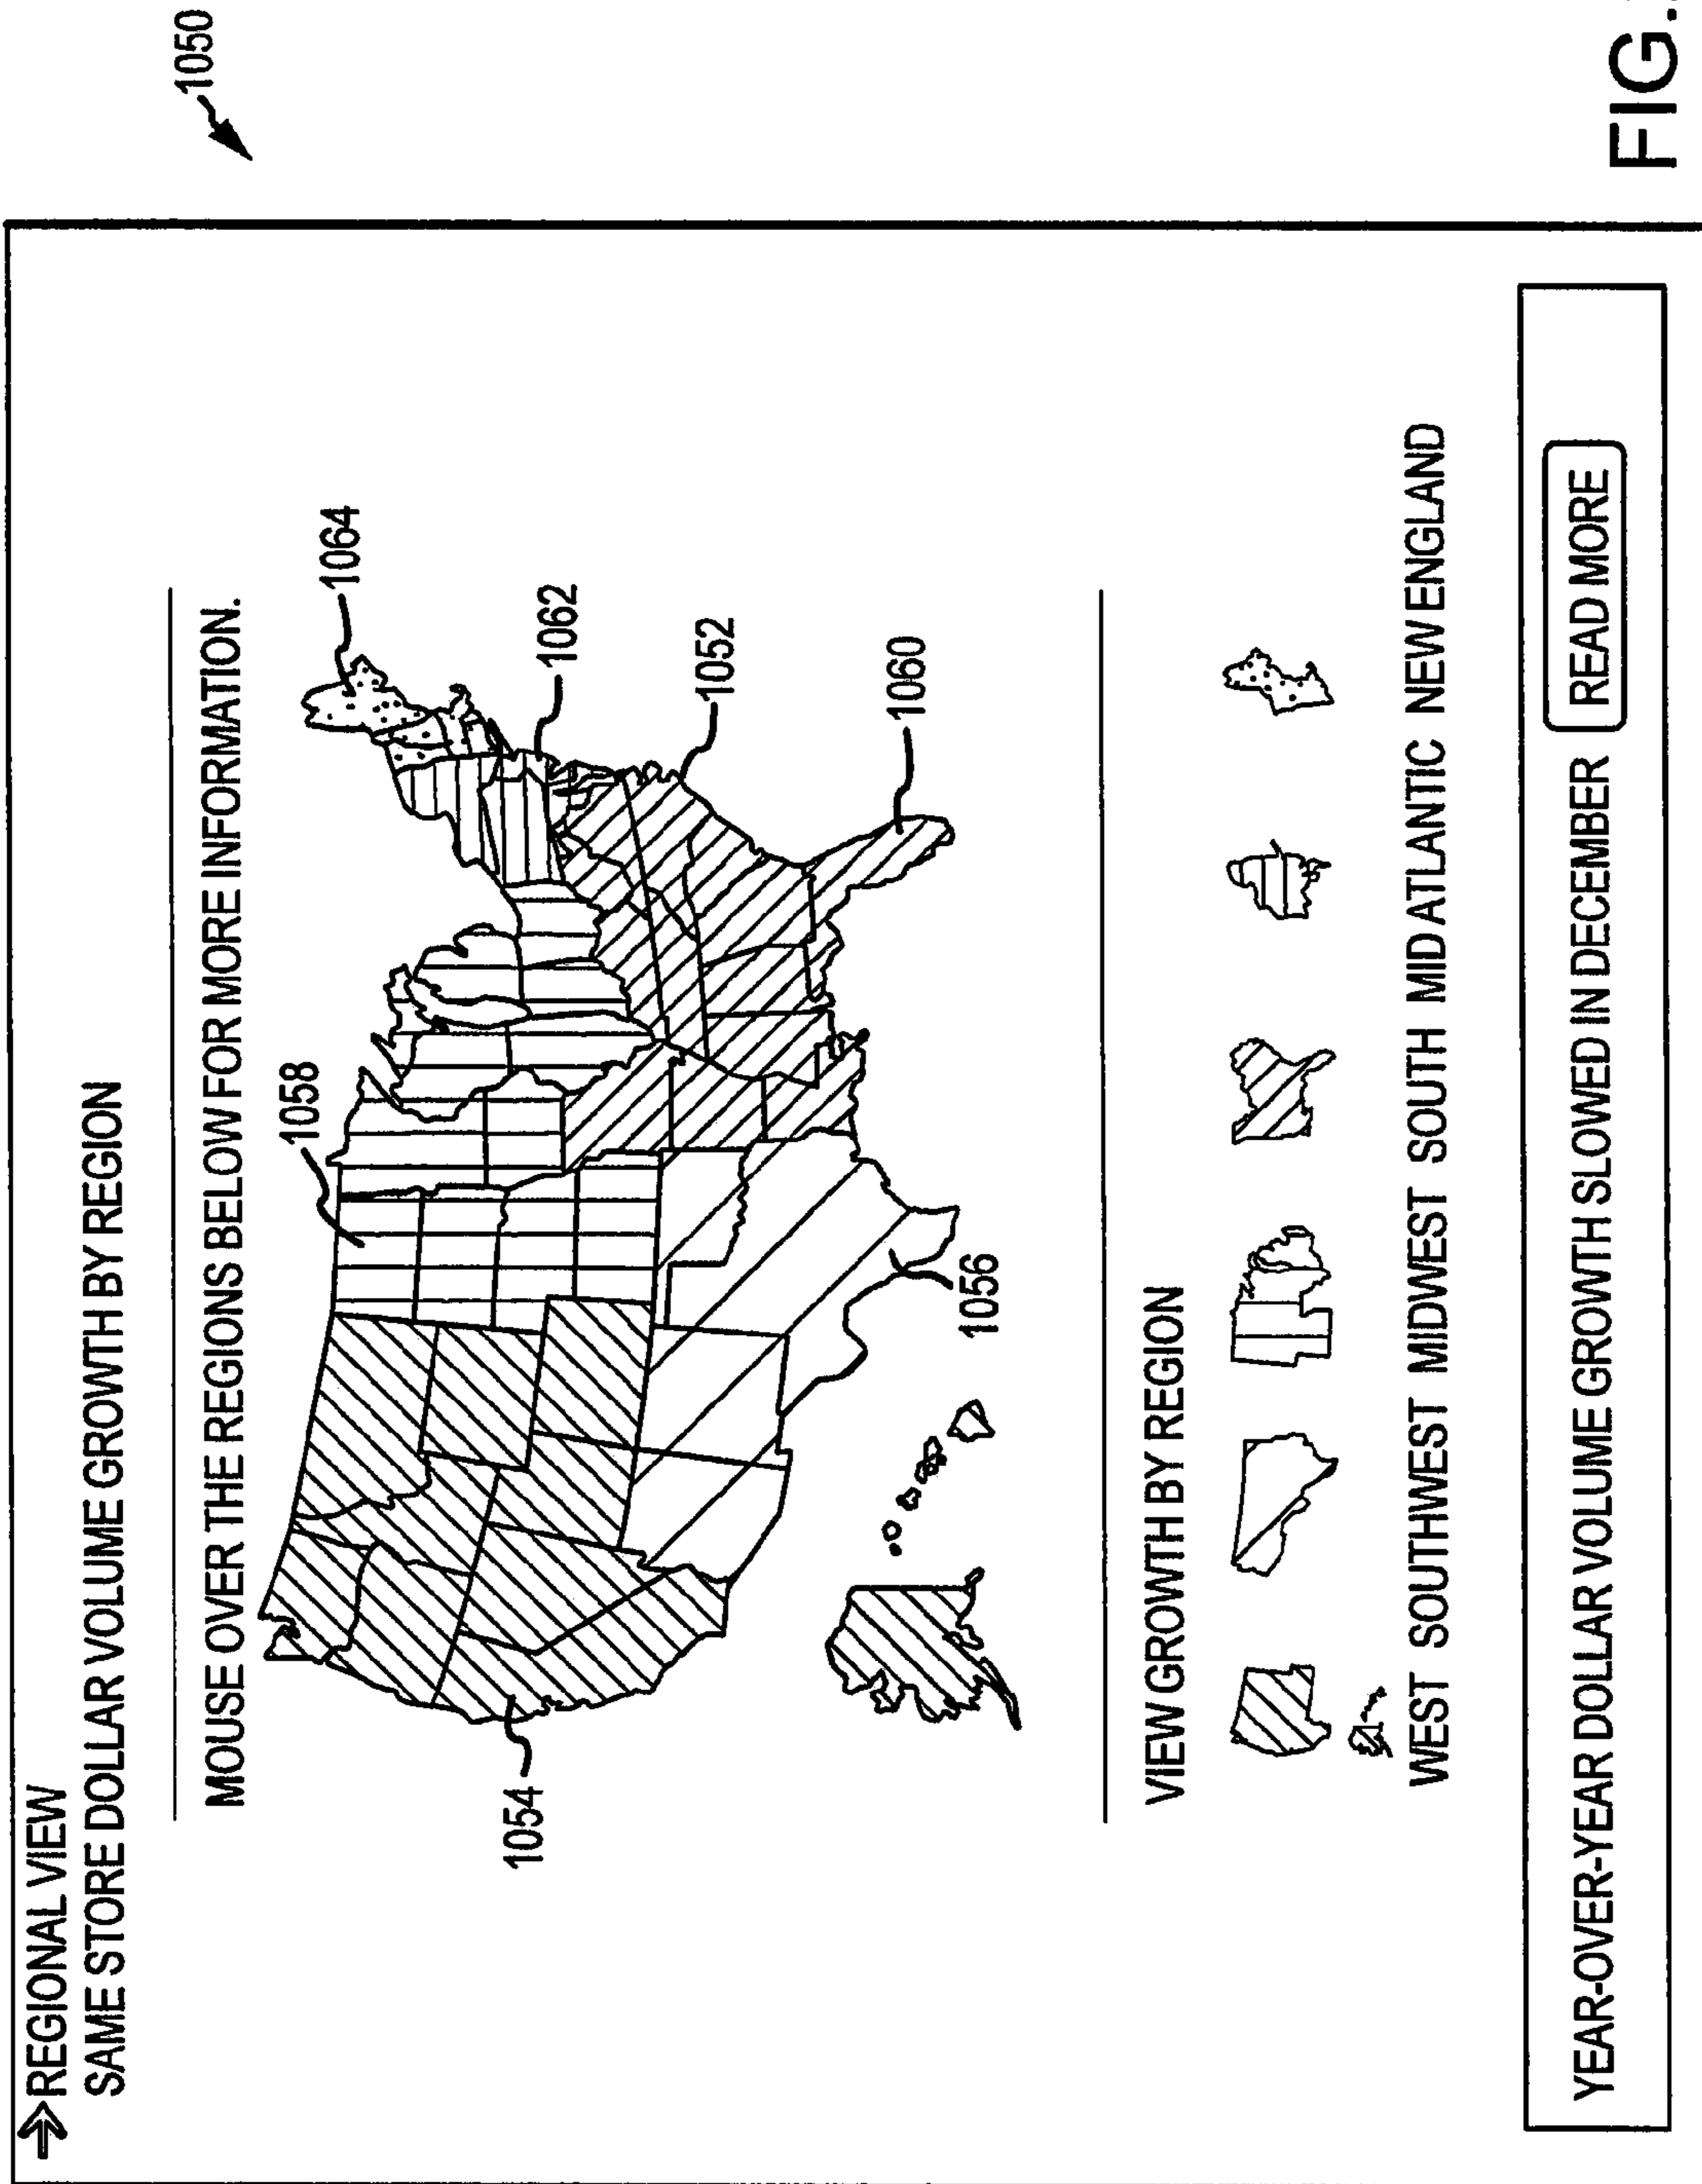 REGIONAL VIEW
SAME STORE DOLLAR VOLUME GROWTH BY REGION
1050
MOUSE OVER THE REGIONS BELOW FOR MORE INFORMATION.
1058
1064
1062
1052
1060
1054
1056
VIEW GROWTH BY REGION
WEST SOUTHWEST MIDWEST SOUTH MID ATLANTIC NEW ENGLAND
YEAR-OVER-YEAR DOLLAR VOLUME GROWTH SLOWED IN DECEMBER READ MORE
FIG.